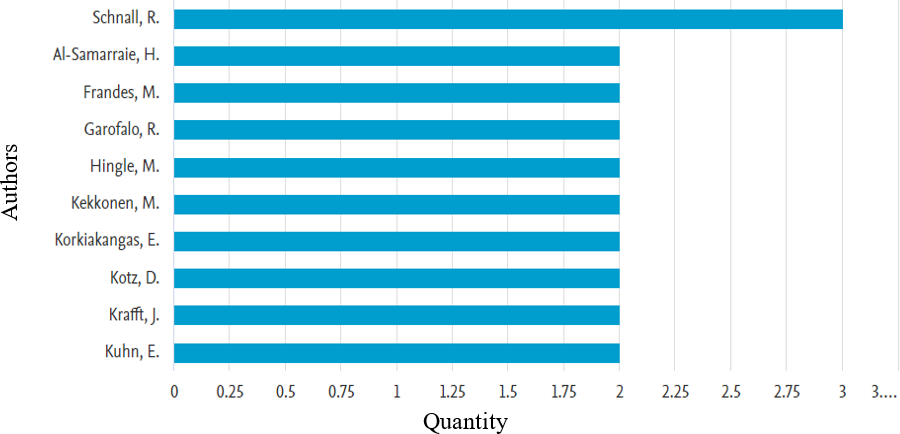 Schnall, R.
Al-Samarraie, H.
Frandes, M.
Garofalo, R.
Hingle, M.
Kekkonen, M.
Korkiakangas, E.
Kotz, D.
Krafft, J.
Kuhn, E.
Authors
0 0.25 0.5 0.75 1 1.25 1.5 1.75 2 2.25 2.5 2.75 3 3....
Quantity